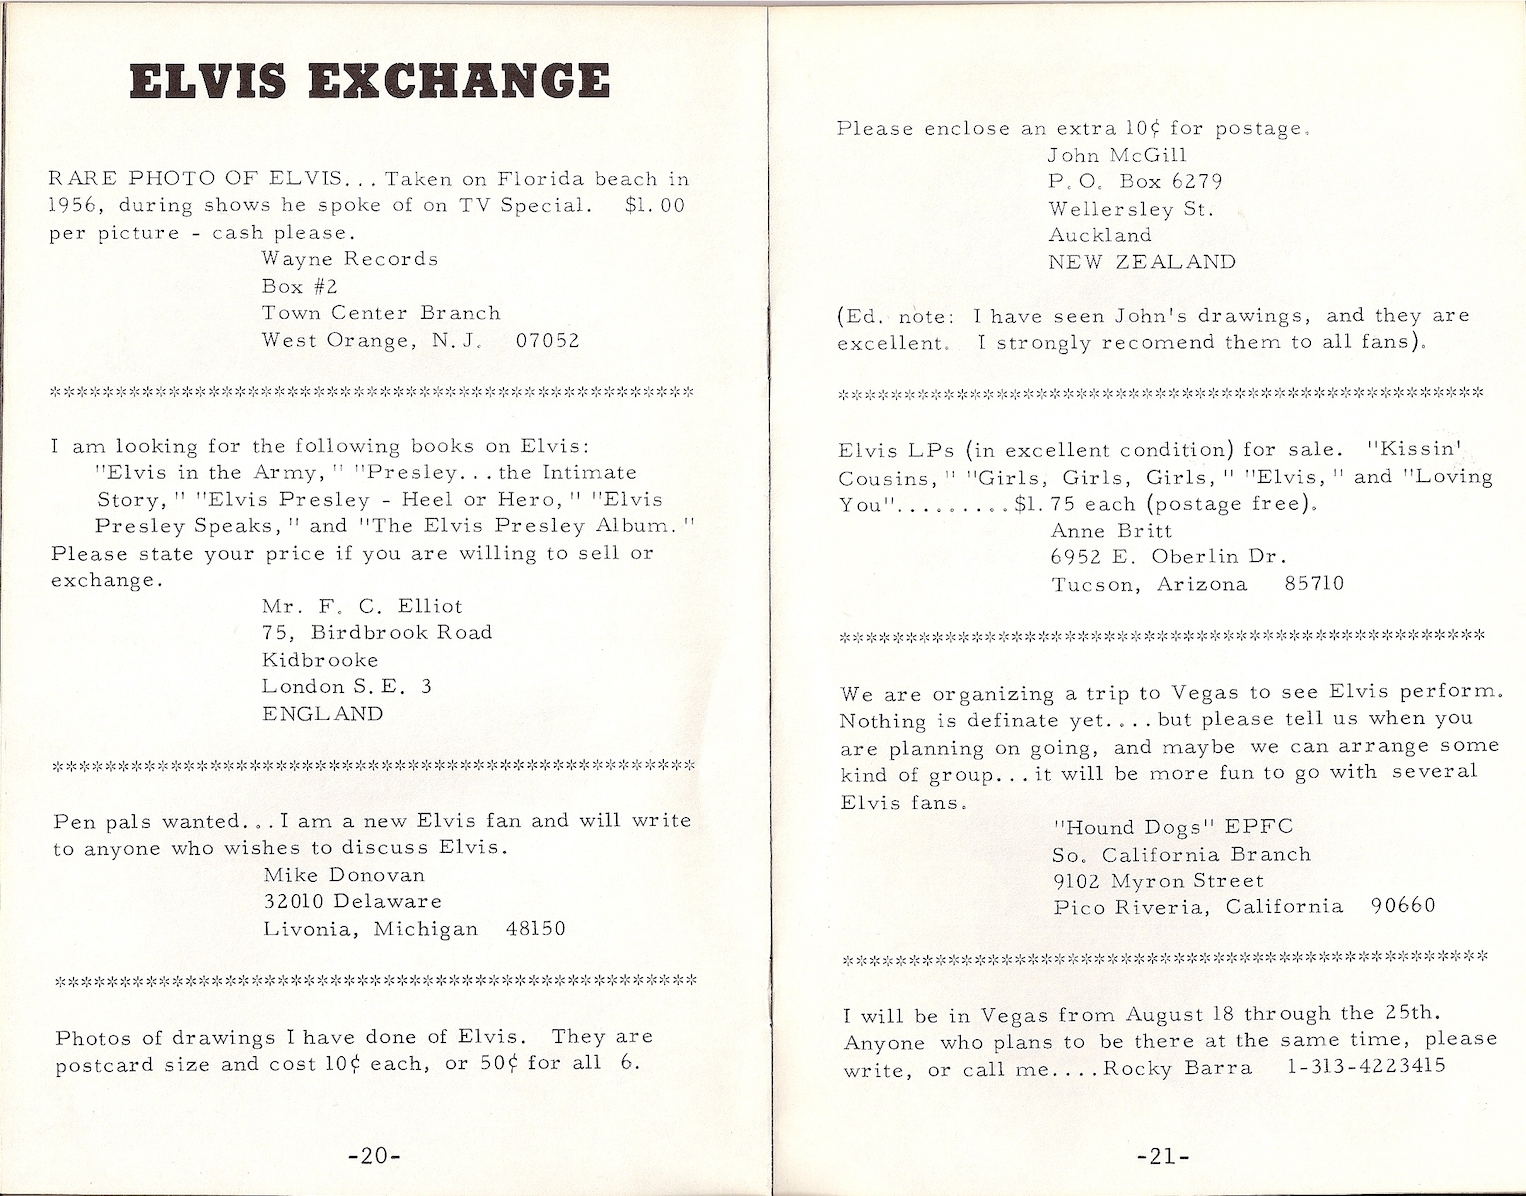 ELVIS EXCHANGE
RARE PHOTO OF ELVIS... Taken on Florida beach in
1956, during shows he spoke of on TV Special. $1.00
per picture - cash please.
Wayne Records
Box #2
Town Center Branch
West Orange, N.J. 07052
*************************************************
I am looking for the following books on Elvis:
"Elvis in the Army," "Presley...the Intimate
Story," "Elvis Presley - Heel or Hero," "Elvis
Presley Speaks," and "The Elvis Presley Album."
Please state your price if you are willing to sell or
exchange.
Mr. F. C. Elliot
75, Birdbrook Road
Kidbrooke
London S.E. 3
ENGLAND
*************************************************
Pen pals wanted...I am a new Elvis fan and will write
to anyone who wishes to discuss Elvis.
Mike Donovan
32010 Delaware
Livonia, Michigan 48150
*************************************************
Photos of drawings I have done of Elvis. They are
postcard size and cost 10¢ each, or 50¢ for all 6.
-20-
Please enclose an extra 10¢ for postage.
John McGill
P.O. Box 6279
Wellersley St.
Auckland
NEW ZEALAND
(Ed. note: I have seen John's drawings, and they are
excellent. I strongly recomend them to all fans).
*************************************************
Elvis LPs (in excellent condition) for sale. "Kissin'
Cousins," "Girls, Girls, Girls," "Elvis," and "Loving
You".........$1.75 each (postage free).
Anne Britt
6952 E. Oberlin Dr.
Tucson, Arizona 85710
*************************************************
We are organizing a trip to Vegas to see Elvis perform.
Nothing is definate yet....but please tell us when you
are planning on going, and maybe we can arrange some
kind of group...it will be more fun to go with several
Elvis fans.
"Hound Dogs" EPFC
So. California Branch
9102 Myron Street
Pico Riveria, California 90660
*************************************************
I will be in Vegas from August 18 through the 25th.
Anyone who plans to be there at the same time, please
write, or call me....Rocky Barra 1-313-4223415
-21-